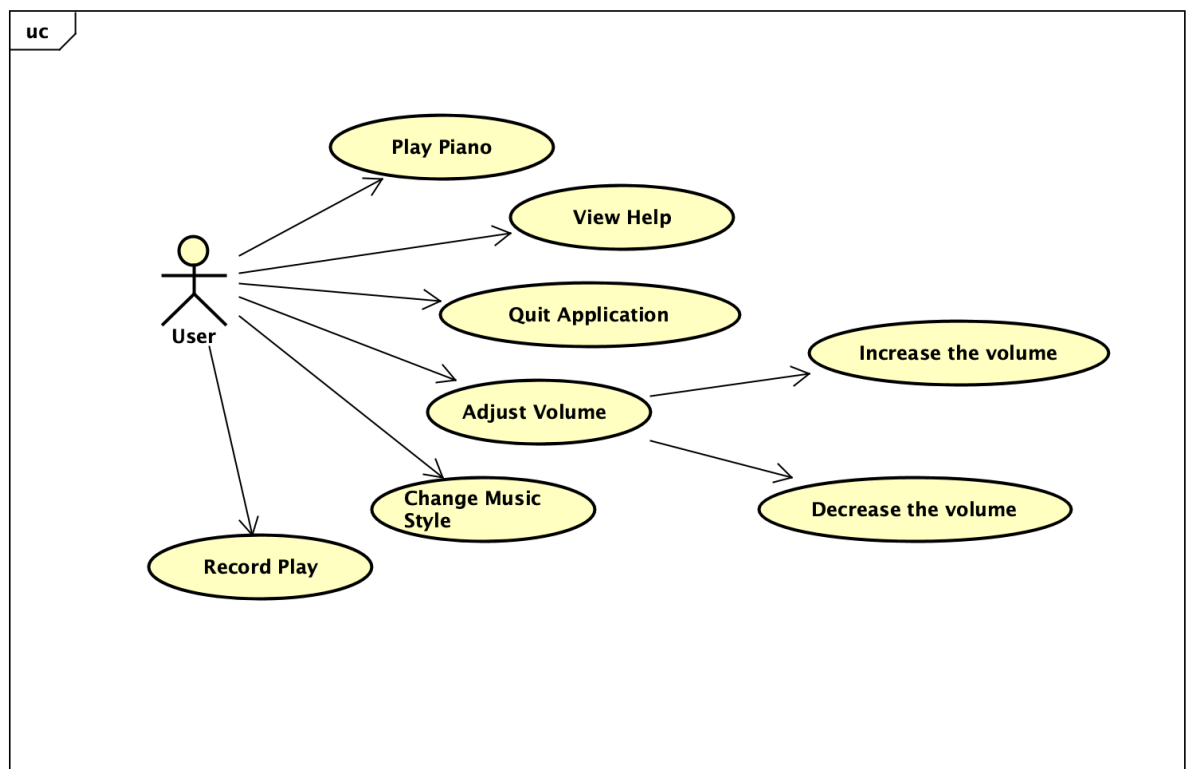 uc
Play Piano
View Help
User
Quit Application
Increase the volume
Adjust Volume
Change Music
Style
Decrease the volume
Record Play